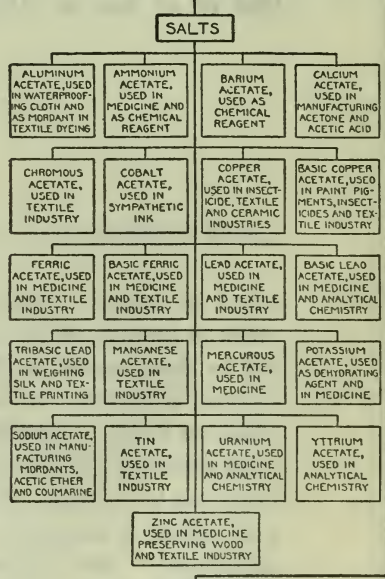 SALTS
ALUMINUM
ACETATE, USED
IN WATERPROOF-
ING CLOTH AND
AS MORDANT IN
TEXTILE DYEING
AMMONIUM
ACETATE,
USED IN
MEDICINE AND
AS CHEMICAL
REAGENT
BARIUM
ACETATE,
USED AS
CHEMICAL
REAGENT
CALCIUM
ACETATE,
USED IN
MANUFACTURING
ACETONE AND
ACETIC ACID
CHROMOUS
ACETATE,
USED IN
TEXTILE
INDUSTRY
COBALT
ACETATE,
USED IN
SYMPATHETIC
INK
COPPER
ACETATE,
USED IN INSECT-
ICIDE, TEXTILE
AND CERAMIC
INDUSTRIES
BASIC COPPER
ACETATE, USED
IN PAINT PIG-
MENTS, INSECT-
ICIDES AND TEX-
TILE INDUSTRY
FERRIC
ACETATE, USED
IN MEDICINE
AND TEXTILE
INDUSTRY
BASIC FERRIC
ACETATE, USED
IN MEDICINE
AND TEXTILE
INDUSTRY
LEAD ACETATE,
USED IN
MEDICINE
AND TEXTILE
INDUSTRY
BASIC LEAD
ACETATE, USED
IN MEDICINE
AND ANALYTICAL
CHEMISTRY
TRIBASIC LEAD
ACETATE, USED
IN WEIGHING
SILK AND TEX-
TILE PRINTING
MANGANESE
ACETATE,
USED IN
TEXTILE
INDUSTRY
MERCUROUS
ACETATE,
USED IN
MEDICINE
POTASSIUM
ACETATE, USED
AS DEHYDRATING
AGENT AND
IN MEDICINE
SODIUM ACETATE,
USED IN MANU-
FACTURING
MORDANTS,
ACETIC ETHER
AND COUMARINE
TIN
ACETATE,
USED IN
TEXTILE
INDUSTRY
URANIUM
ACETATE, USED
IN MEDICINE
AND ANALYTICAL
CHEMISTRY
YTTRIUM
ACETATE,
USED IN
ANALYTICAL
CHEMISTRY
ZINC ACETATE,
USED IN MEDICINE
PRESERVING WOOD
AND TEXTILE INDUSTRY